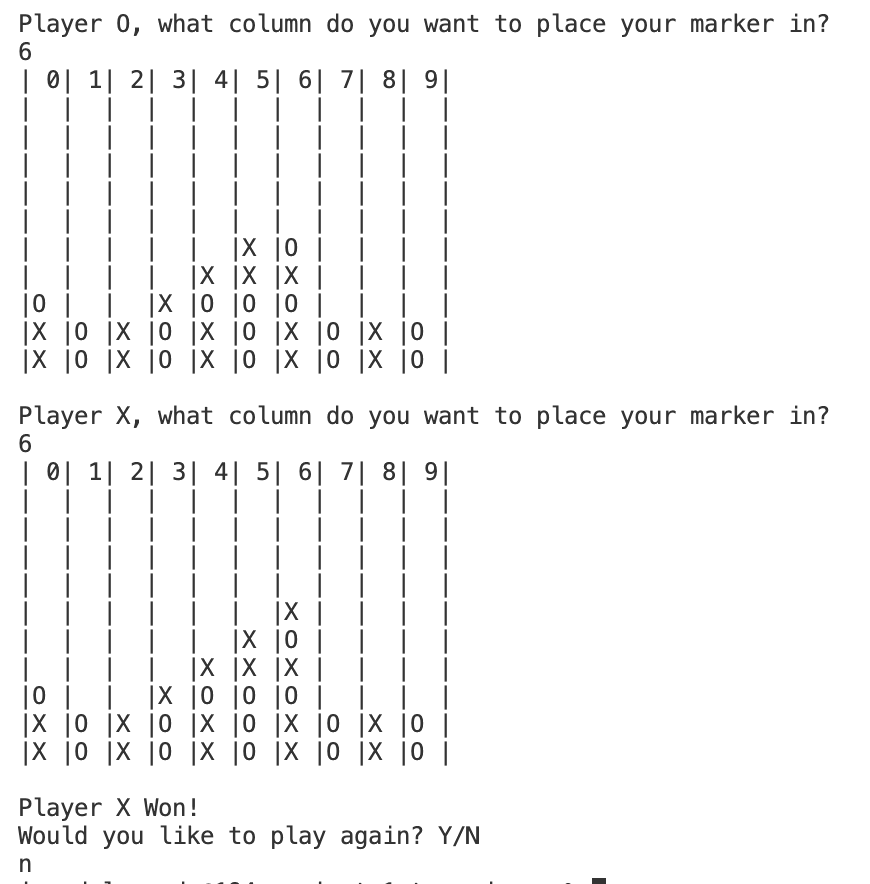 Player O, what column do you want to place your marker in?
6
| 0| 1| 2| 3| 4| 5| 6| 7| 8| 9|
|  |  |  |  |  |  |  |  |  |  |
|  |  |  |  |  |  |  |  |  |  |
|  |  |  |  |  |  |  |  |  |  |
|  |  |  |  |  |  |  |  |  |  |
|  |  |  |  |  |  |  |  |  |  |
|  |  |  |  |  |X |O |  |  |  |
|  |  |  |  |X |X |X |  |  |  |
|O |  |  |X |O |O |O |  |  |  |
|X |O |X |O |X |O |X |O |X |O |
|X |O |X |O |X |O |X |O |X |O |
Player X, what column do you want to place your marker in?
6
| 0| 1| 2| 3| 4| 5| 6| 7| 8| 9|
|  |  |  |  |  |  |  |  |  |  |
|  |  |  |  |  |  |  |  |  |  |
|  |  |  |  |  |  |  |  |  |  |
|  |  |  |  |  |  |  |  |  |  |
|  |  |  |  |  |  |X |  |  |  |
|  |  |  |  |  |X |O |  |  |  |
|  |  |  |  |X |X |X |  |  |  |
|O |  |  |X |O |O |O |  |  |  |
|X |O |X |O |X |O |X |O |X |O |
|X |O |X |O |X |O |X |O |X |O |
Player X Won!
Would you like to play again? Y/N
n